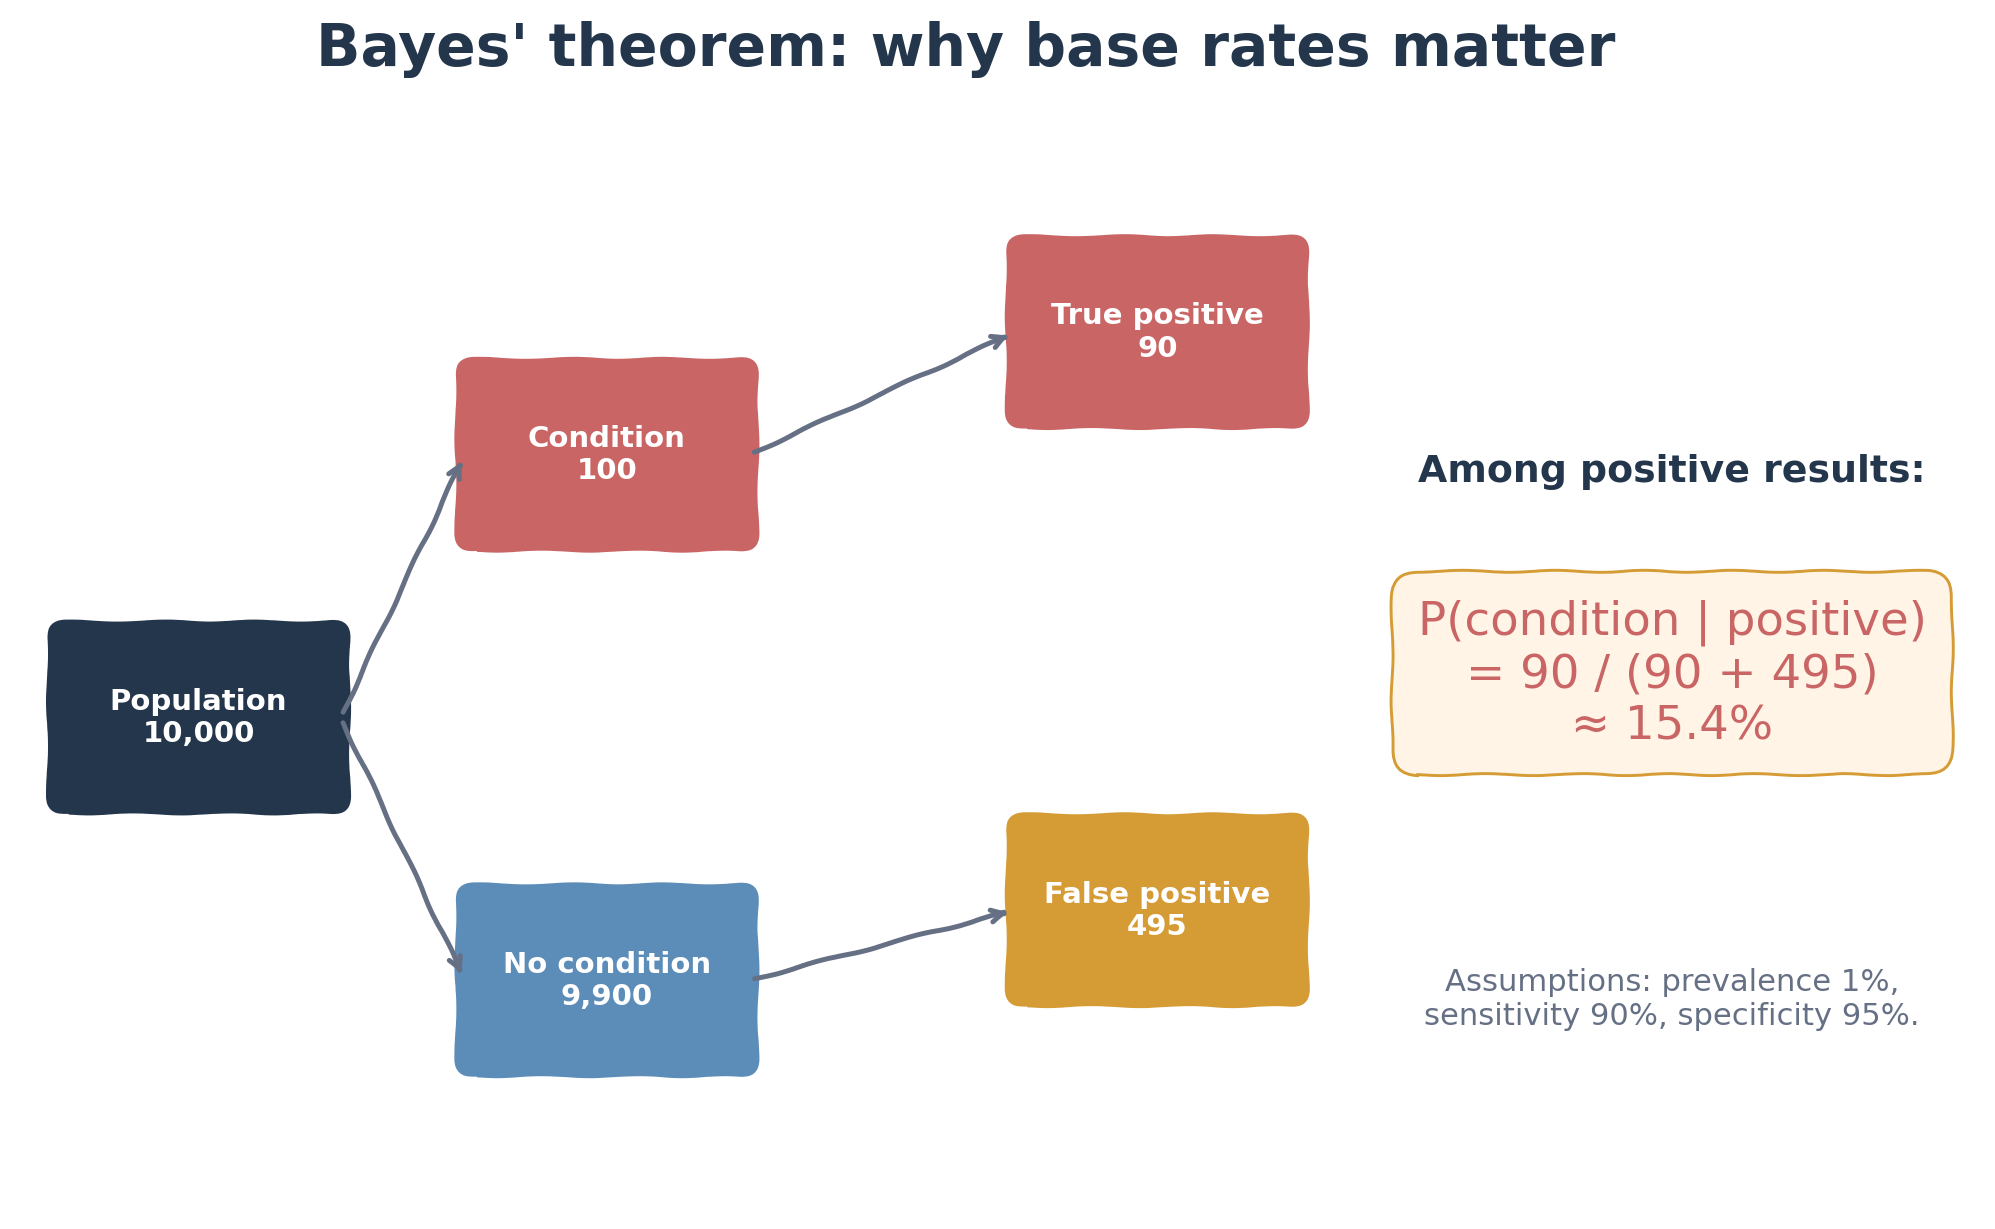 Bayes' theorem: why base rates matter
Population
10,000
Condition
100
No condition
9,900
True positive
90
False positive
495
Among positive results:
P(condition | positive)
= 90 / (90 + 495)
≈ 15.4%
Assumptions: prevalence 1%,
sensitivity 90%, specificity 95%.